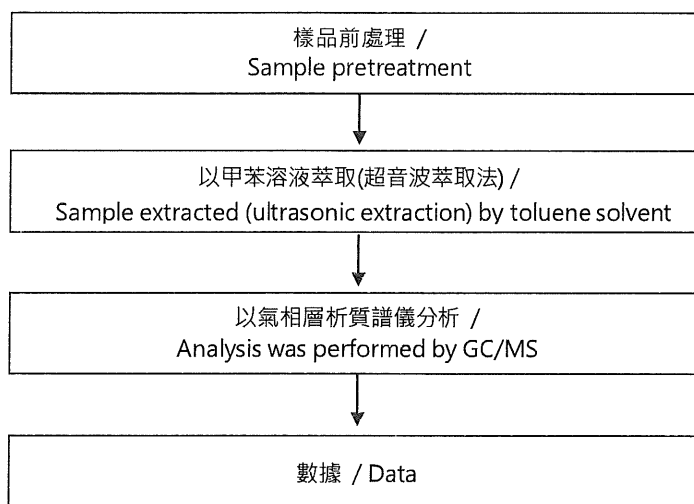 樣品前處理 /
Sample pretreatment
以甲苯溶液萃取(超音波萃取法) /
Sample extracted (ultrasonic extraction) by toluene solvent
以氣相層析質譜儀分析 /
Analysis was performed by GC/MS
數據 / Data